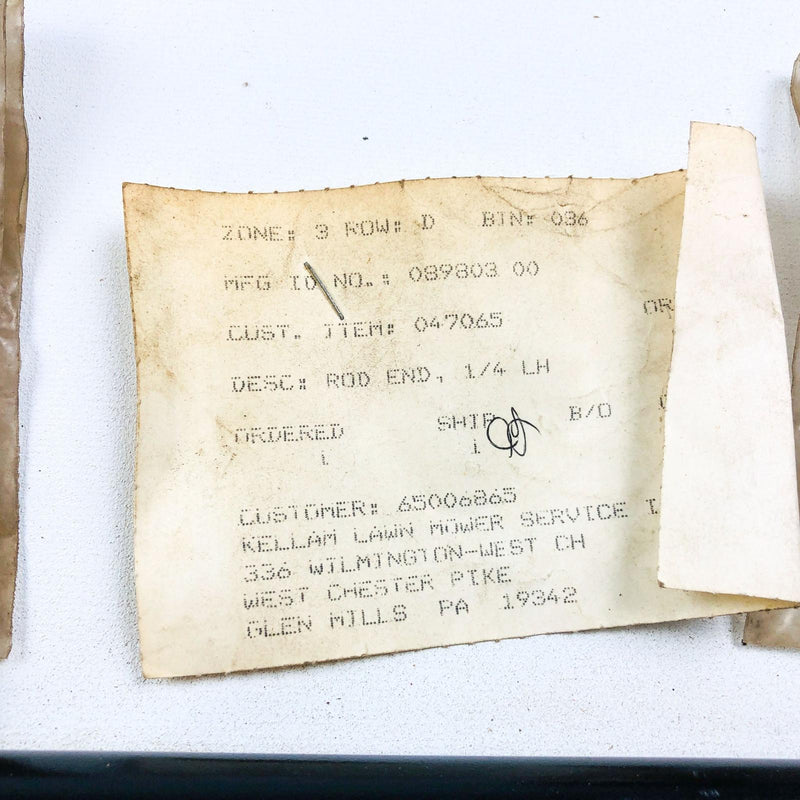 ZONE: 3 ROW: D BIN: 036
MFG ID NO.: 089803 00
OR
CUST. ITEM: 047065
DESC: ROD END, 1/4 LH
ORDERED SHIP B/O
1 1
CUSTOMER: 65006865
KELLAM LAWN MOWER SERVICE I
336 WILMINGTON-WEST CH
WEST CHESTER PIKE
GLEN MILLS PA 19342